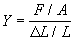 Y = F / A
ΔL / L